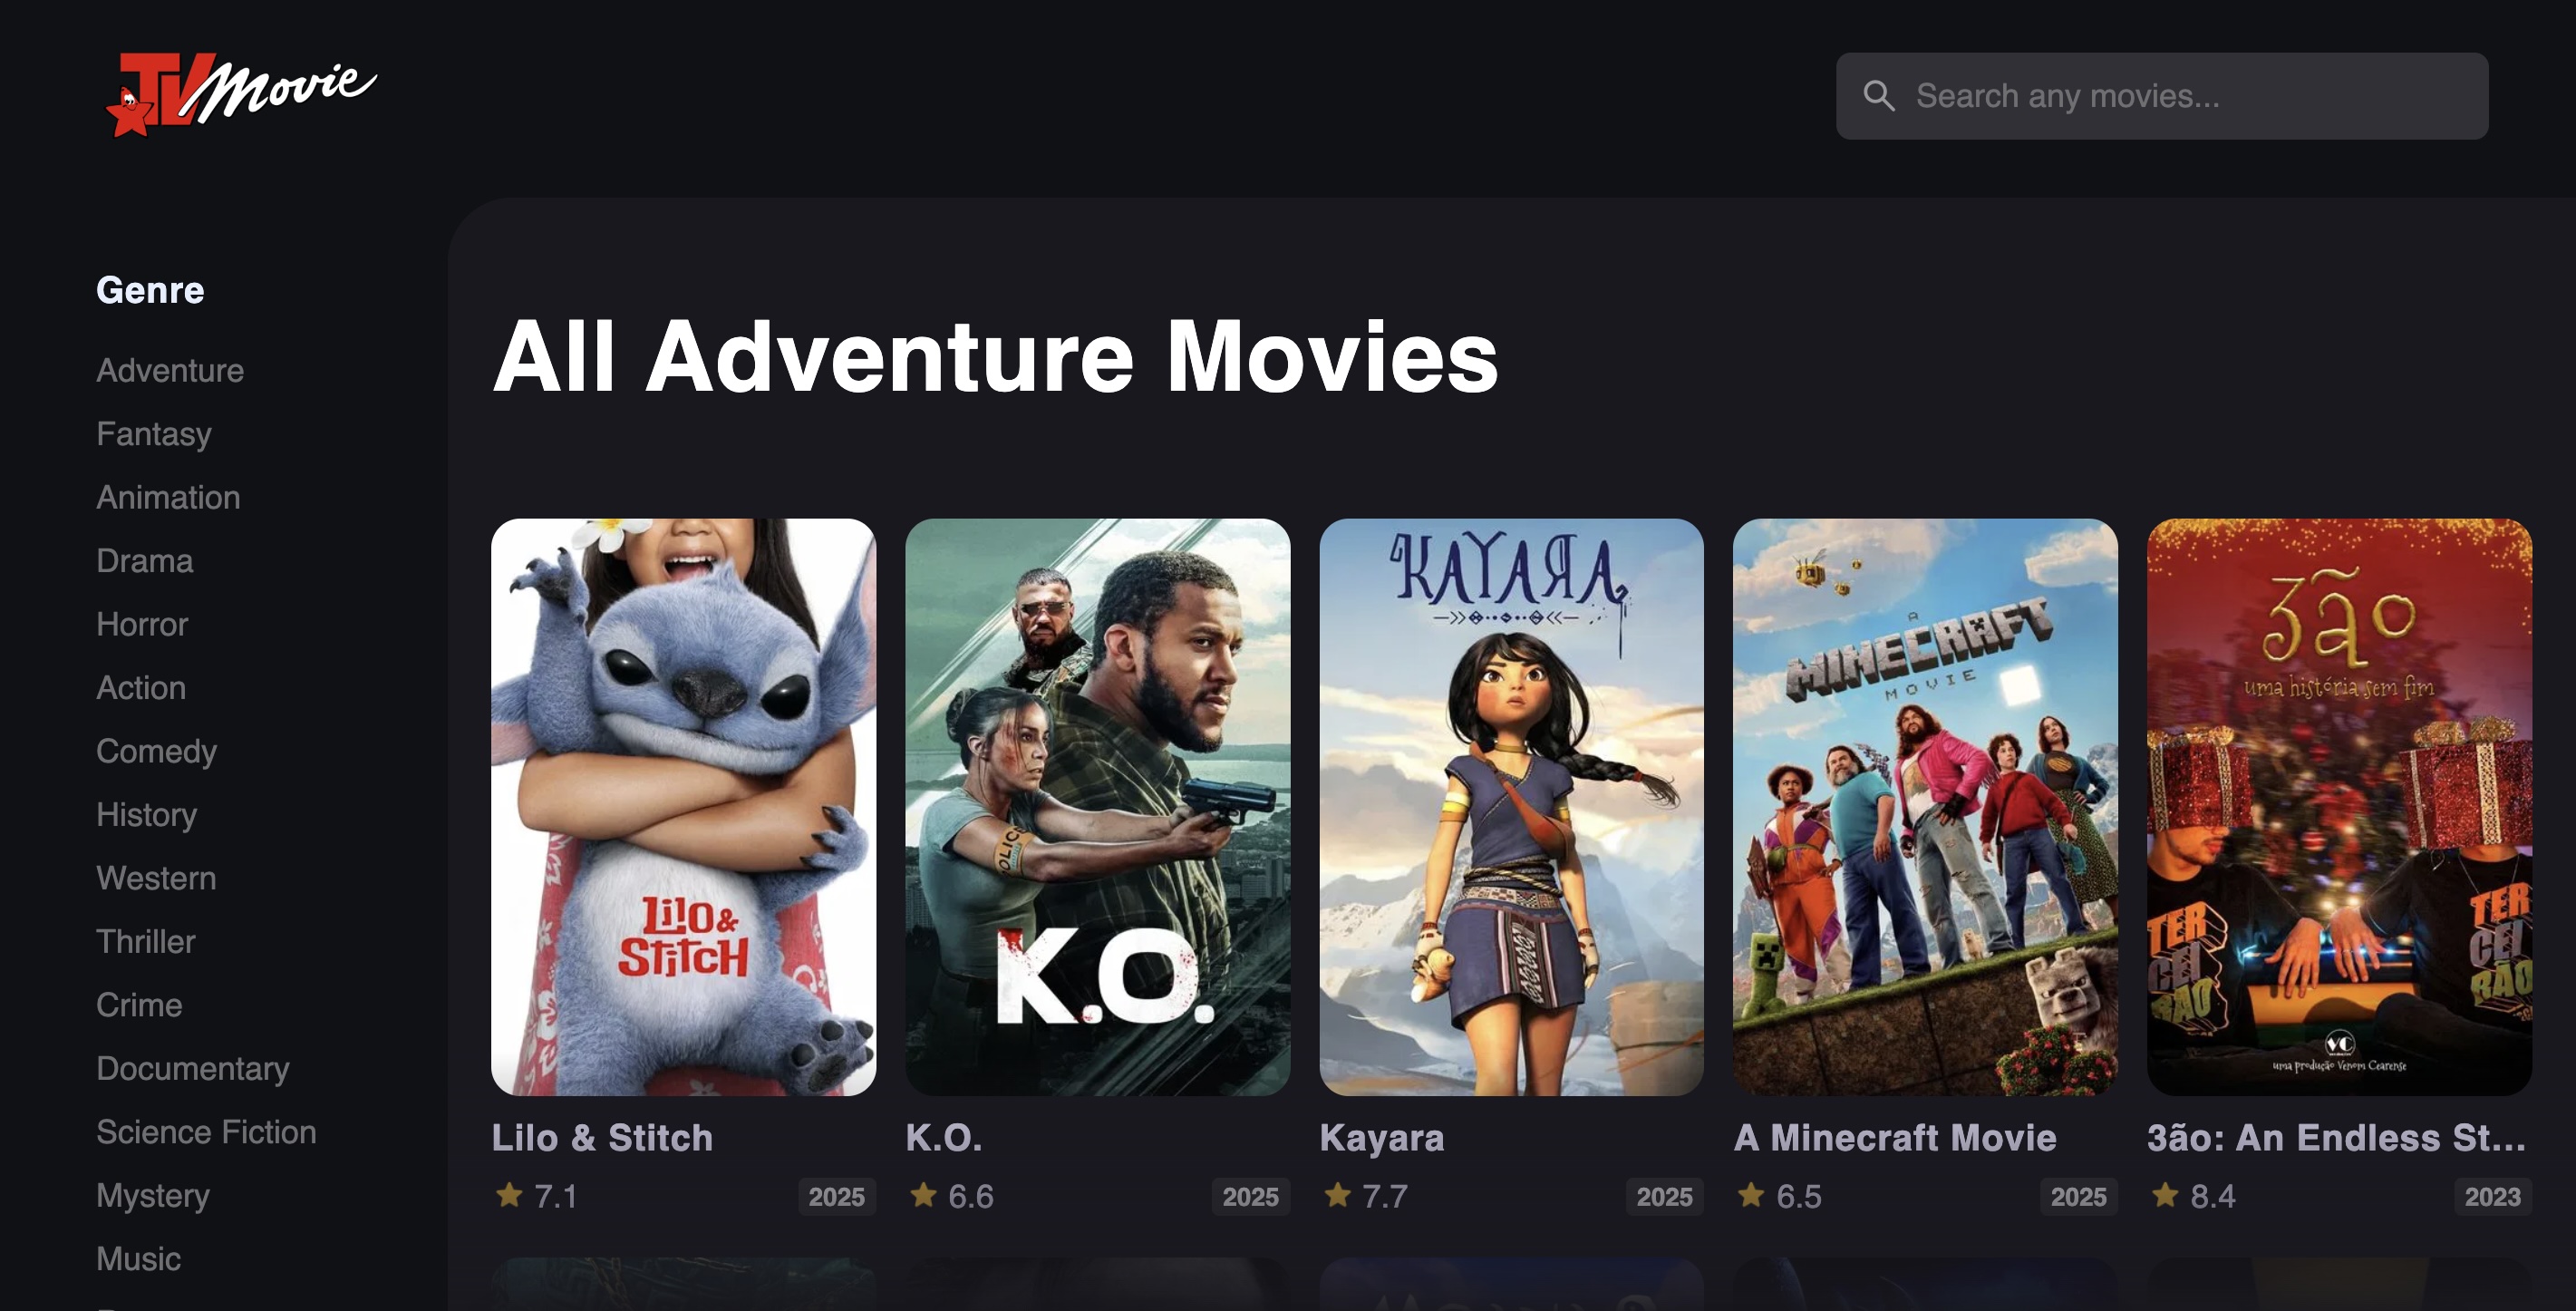 TV Movie
Search any movies...
Genre
Adventure
Fantasy
Animation
Drama
Horror
Action
Comedy
History
Western
Thriller
Crime
Documentary
Science Fiction
Mystery
Music
All Adventure Movies
Lilo &
Stitch
Lilo & Stitch
7.1
2025
POLICE
K.O.
K.O.
6.6
2025
KAYARA
Kayara
7.7
2025
A
MINECRAFT
MOVIE
A Minecraft Movie
6.5
2025
3ão
uma história sem fim
TER
CEI
RÃO
TER
CEI
RÃO
VC
uma produção Venom Cearense
3ão: An Endless St...
8.4
2023